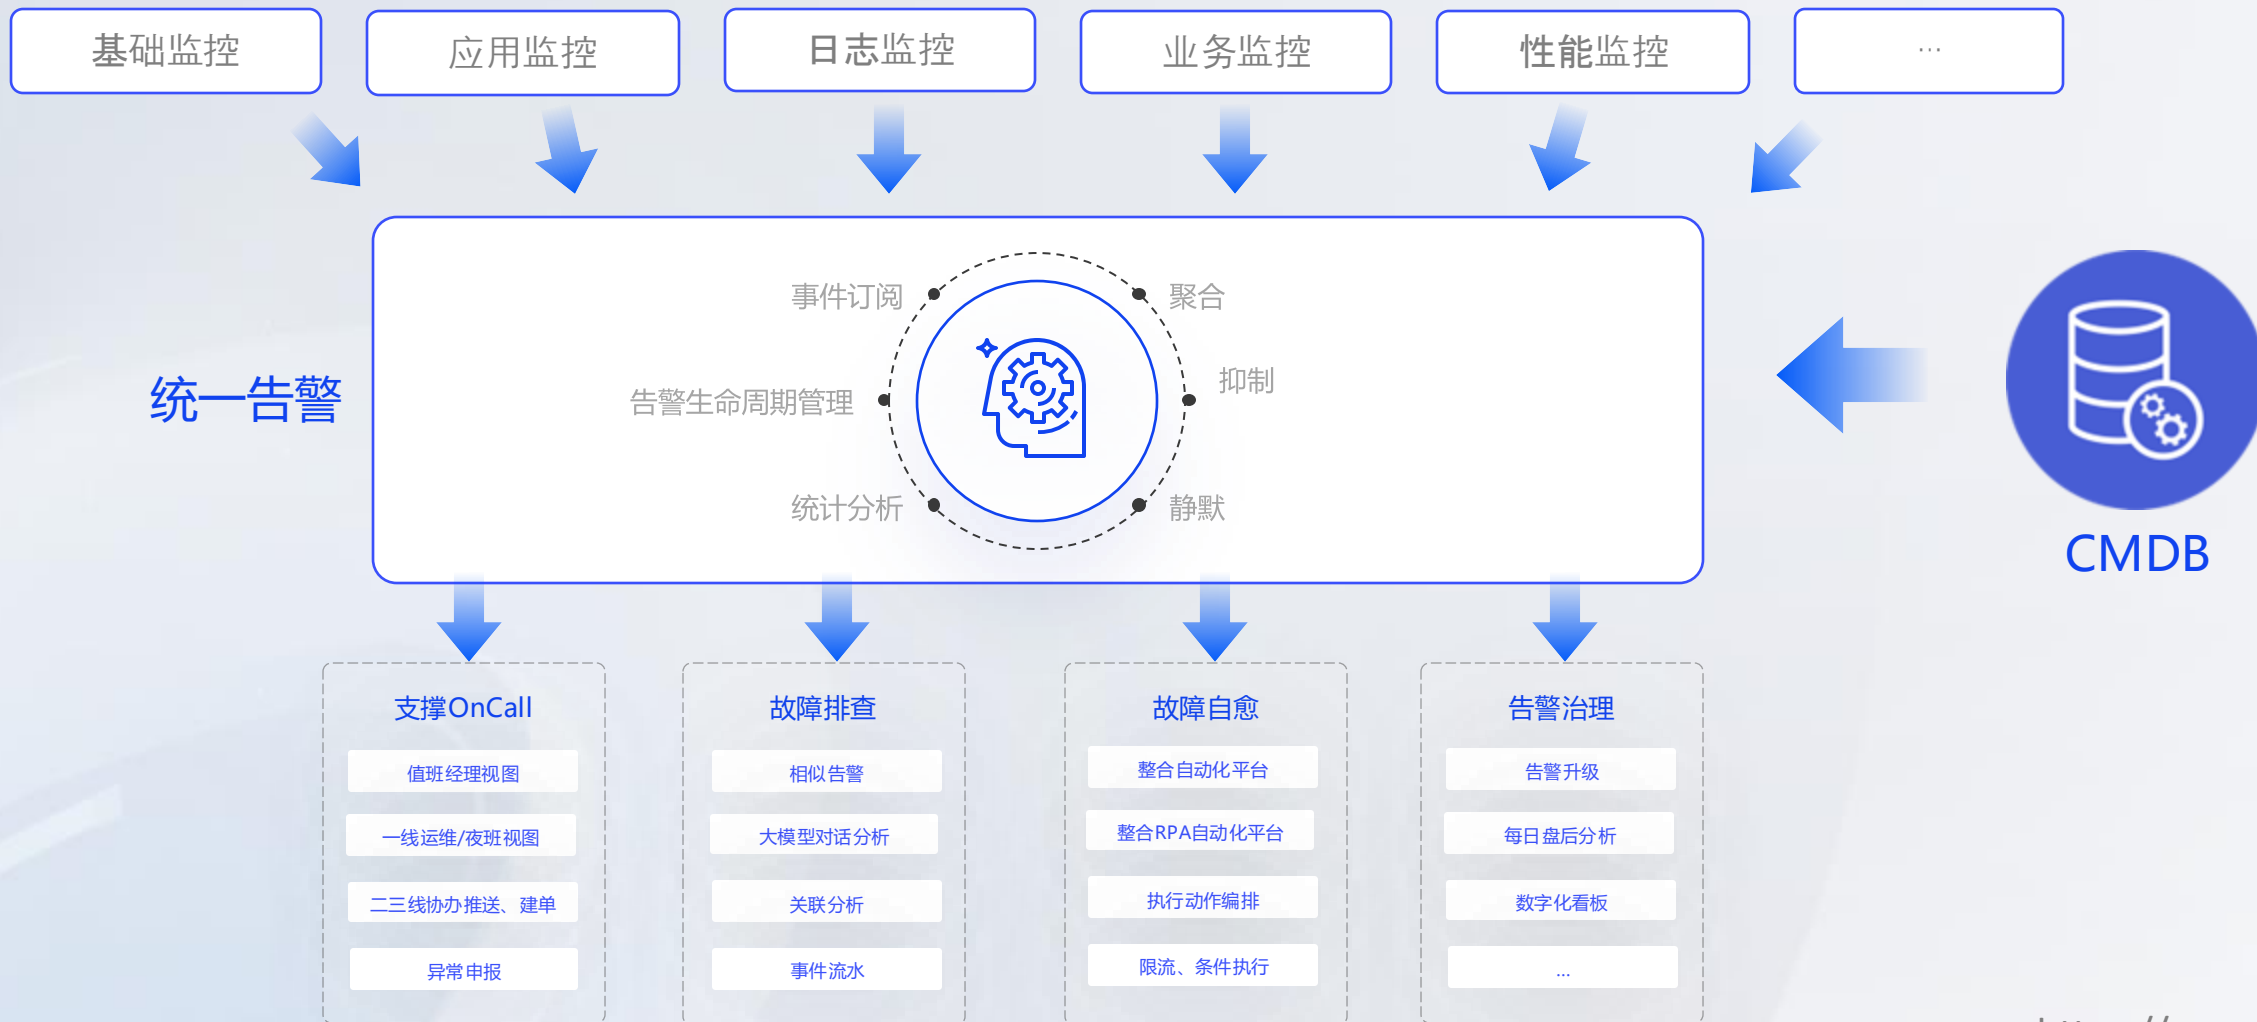 基础监控
应用监控
日志监控
业务监控
性能监控
...
统一告警
事件订阅
聚合
告警生命周期管理
抑制
统计分析
静默
CMDB
支撑OnCall
值班经理视图
一线运维/夜班视图
二三线协办推送、建单
异常申报
故障排查
相似告警
大模型对话分析
关联分析
事件流水
故障自愈
整合自动化平台
整合RPA自动化平台
执行动作编排
限流、条件执行
告警治理
告警升级
每日盘后分析
数字化看板
...